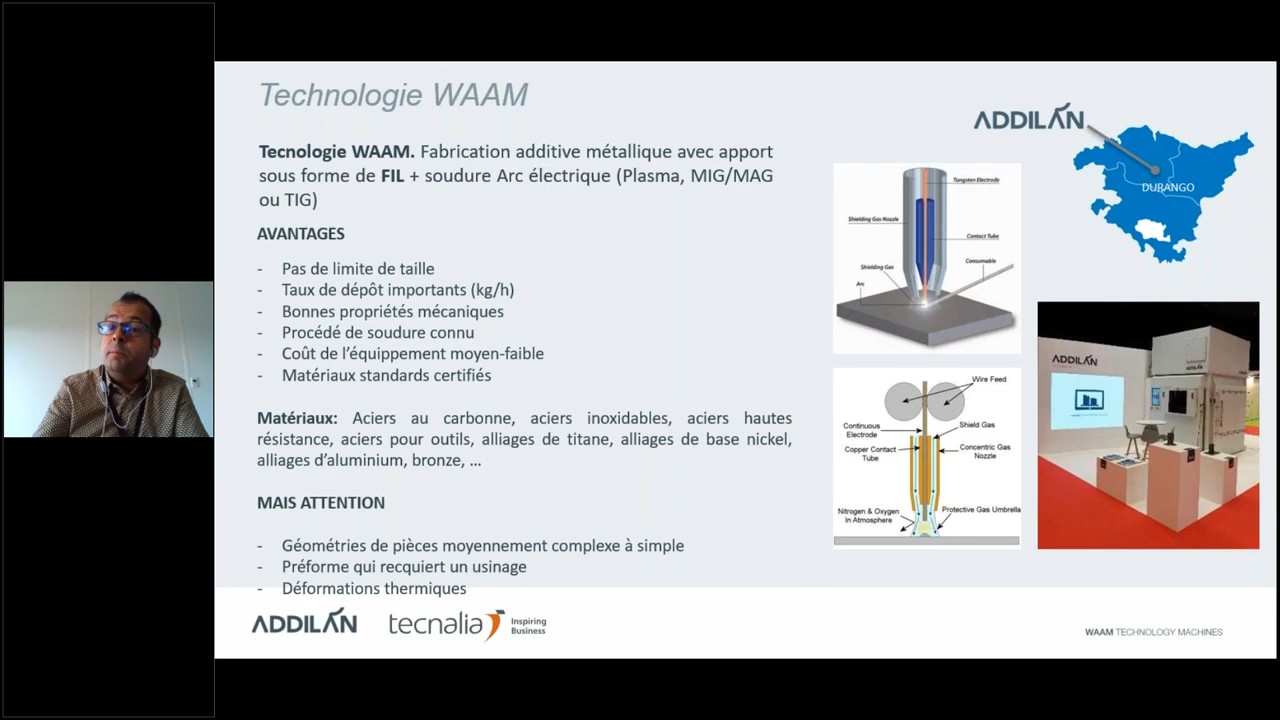 Technologie WAAM
Tecnologie WAAM. Fabrication additive métallique avec apport
sous forme de FIL + soudure Arc électrique (Plasma, MIG/MAG
ou TIG)
AVANTAGES
- Pas de limite de taille
- Taux de dépôt importants (kg/h)
- Bonnes propriétés mécaniques
- Procédé de soudure connu
- Coût de l'équippement moyen-faible
- Matériaux standards certifiés
Matériaux: Aciers au carbonne, aciers inoxidables, aciers hautes
résistance, aciers pour outils, alliages de titane, alliages de base nickel,
alliages d'aluminium, bronze, ...
MAIS ATTENTION
- Géométries de pièces moyennement complexe à simple
- Préforme qui recquiert un usinage
- Déformations thermiques
Tungsten Electrode
Shielding Gas Nozzle
Contact Tube
Shielding Gas
Consumable
Arc
Wire Feed
Continuous
Electrode
Shield Gas
Copper Contact
Tube
Concentric Gas
Nozzle
Nitrogen & Oxygen
In Atmosphere
Protective Gas Umbrella
ADDILAN
DURANGO
ADDILAN
ADDILAN
ADDILAN
tecnalia
Inspiring
Business
WAAM TECHNOLOGY MACHINES